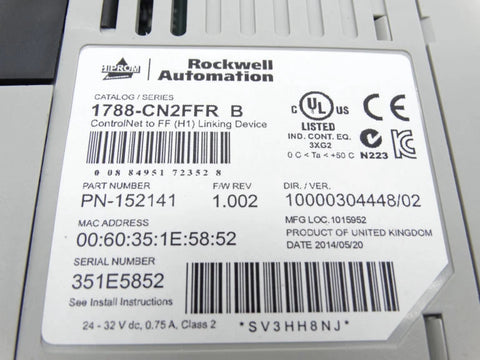 HIPROM
Rockwell
Automation
CATALOG / SERIES
1788-CN2FFR B
ControlNet to FF (H1) Linking Device
0 08 84951 72352 8
C UL US
LISTED
IND. CONT. EQ.
3XG2
0 C < Ta < +50 C
CE
N223
PART NUMBER
PN-152141
F/W REV
1.002
DIR. / VER.
10000304448/02
MAC ADDRESS
00:60:35:1E:58:52
MFG LOC. 1015952
PRODUCT OF UNITED KINGDOM
DATE 2014/05/20
SERIAL NUMBER
351E5852
See Install Instructions
24 - 32 V dc, 0.75 A, Class 2
*SV3HH8NJ*